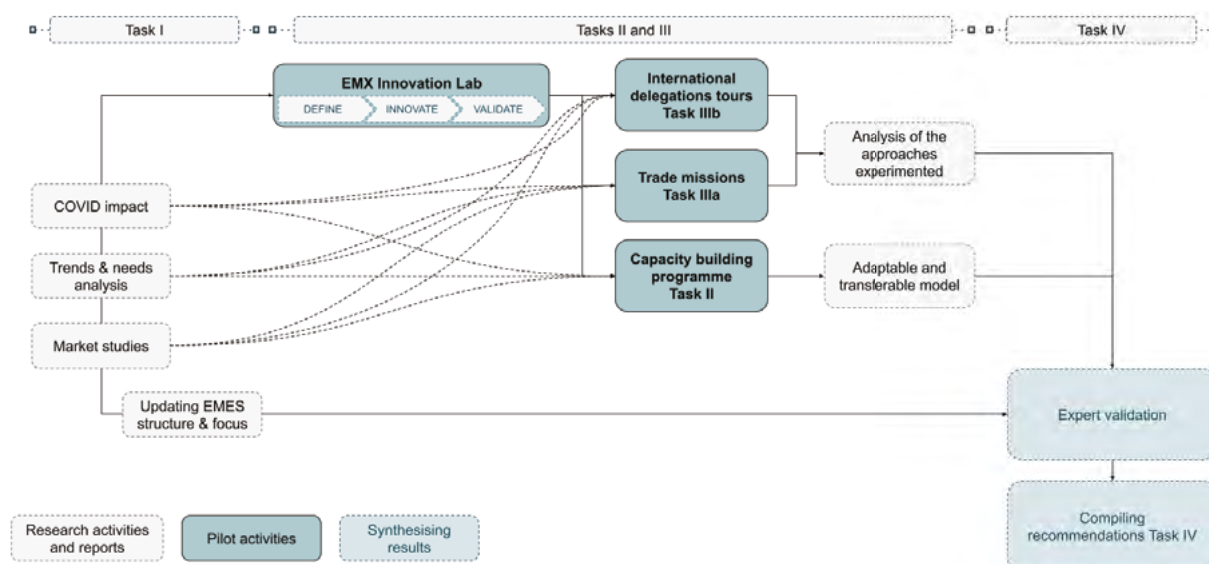 Task I
Tasks II and III
Task IV
EMX Innovation Lab
DEFINE
INNOVATE
VALIDATE
International
delegations tours
Task IIIb
Analysis of the
approaches
experimented
Trade missions
Task IIIa
COVID impact
Trends & needs
analysis
Capacity building
programme
Task II
Adaptable and
transferable model
Market studies
Updating EMES
structure & focus
Expert validation
Compiling
recommendations Task IV
Research activities
and reports
Pilot activities
Synthesising
results